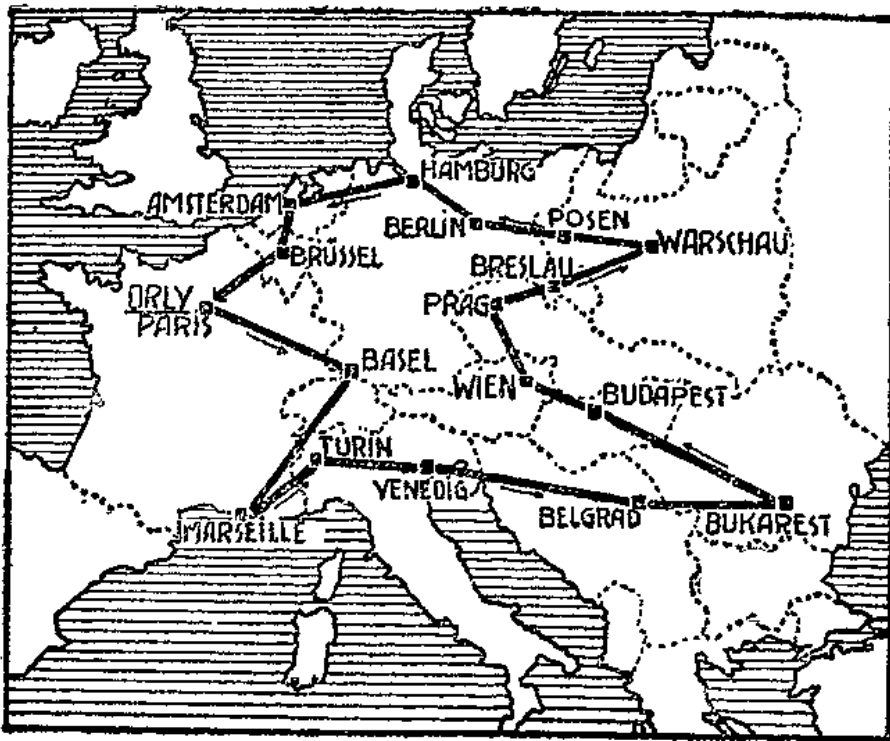 HAMBURG
AMSTERDAM
BERLIN
POSEN
WARSCHAU
BRÜSSEL
BRESLAU
PRAG
ORLY
PARIS
BASEL
WIEN
BUDAPEST
TURIN
VENEDIG
BELGRAD
BUKAREST
MARSEILLE